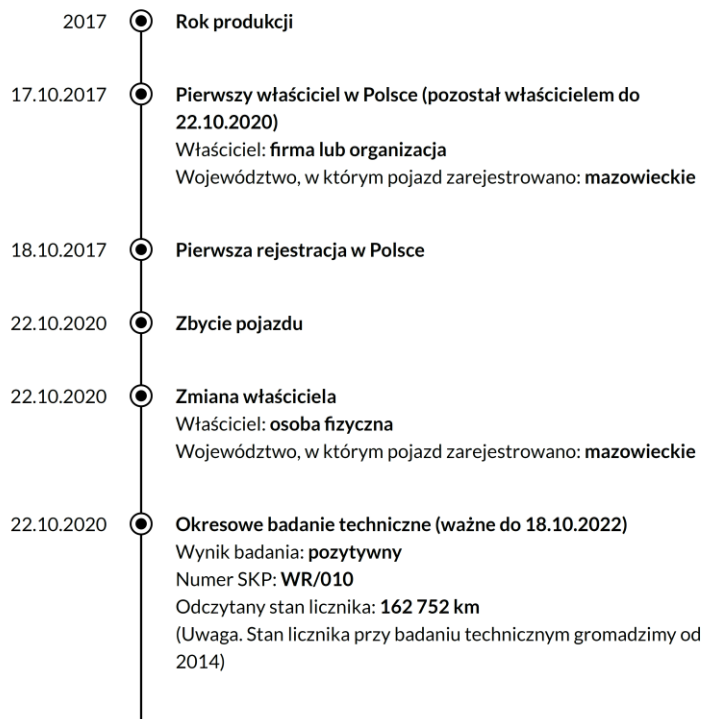 2017 Rok produkcji
17.10.2017 Pierwszy właściciel w Polsce (pozostał właścicielem do
22.10.2020)
Właściciel: firma lub organizacja
Województwo, w którym pojazd zarejestrowano: mazowieckie
18.10.2017 Pierwsza rejestracja w Polsce
22.10.2020 Zbycie pojazdu
22.10.2020 Zmiana właściciela
Właściciel: osoba fizyczna
Województwo, w którym pojazd zarejestrowano: mazowieckie
22.10.2020 Okresowe badanie techniczne (ważne do 18.10.2022)
Wynik badania: pozytywny
Numer SKP: WR/010
Odczytany stan licznika: 162 752 km
(Uwaga. Stan licznika przy badaniu technicznym gromadzimy od
2014)